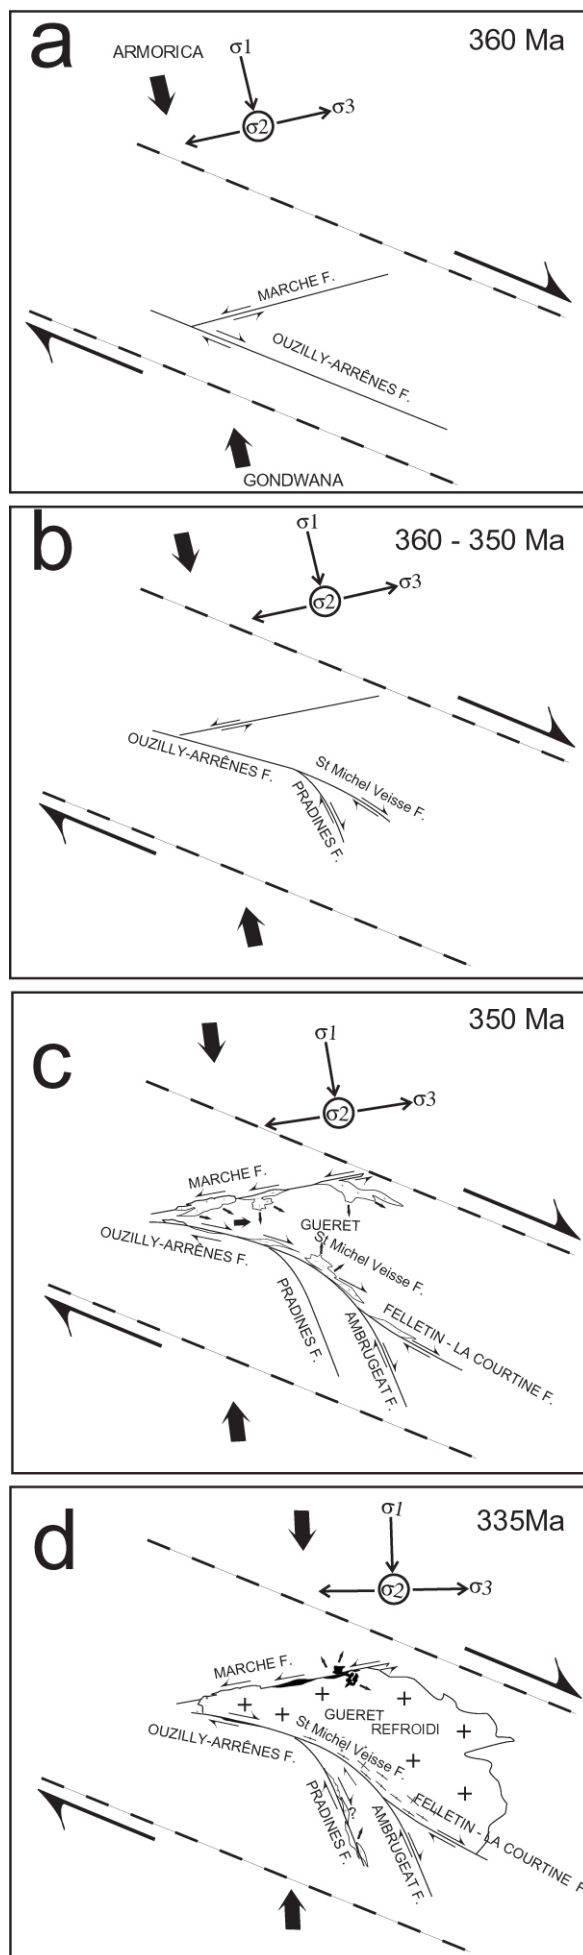 a
360 Ma
ARMORICA
σ1
σ2
σ3
MARCHE F.
OUZILLY-ARRÊNES F.
GONDWANA
b
360 - 350 Ma
σ1
σ2
σ3
OUZILLY-ARRÊNES F.
St Michel Veisse F.
PRADINES F.
c
350 Ma
σ1
σ2
σ3
MARCHE F.
GUERET
OUZILLY-ARRÊNES F.
St Michel Veisse F.
PRADINES F.
AMBRUGEAT F.
FELLETIN - LA COURTINE F.
d
335Ma
σ1
σ2
σ3
MARCHE F.
GUERET
REFROIDI
OUZILLY-ARRÊNES F.
St Michel Veisse F.
PRADINES F.
AMBRUGEAT F.
FELLETIN - LA COURTINE F